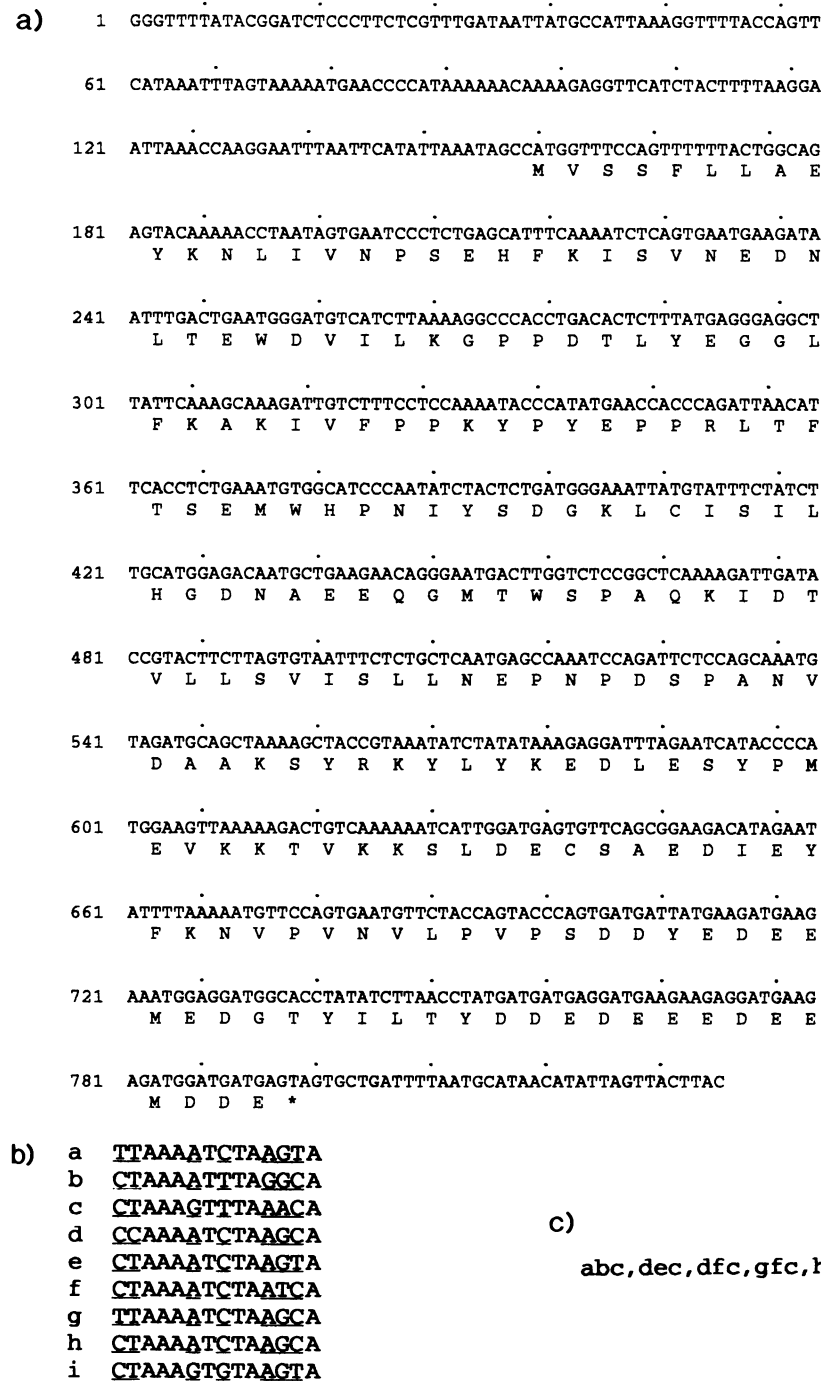 a) 1 GGGTTTTATACGGATCTCCCTTCTCGTTTGATAATTATGCCATTAAAGGTTTTACCAGTT
61 CATAAATTTAGTAAAAATGAACCCCATAAAAAACAAAAGAGGTTCATCTACTTTTAAGGA
121 ATTAAACCAAGGAATTTAATTCATATTAAATAGCCATGGTTTCCAGTTTTTTACTGGCAG
M V S S F L L A E
181 AGTACAAAAACCTAATAGTGAATCCCTCTGAGCATTTCAAAATCTCAGTGAATGAAGATA
Y K N L I V N P S E H F K I S V N E D N
241 ATTTGACTGAATGGGATGTCATCTTAAAAGGCCCACCTGACACTCTTTATGAGGGAGGCT
L T E W D V I L K G P P D T L Y E G G L
301 TATTCAAAGCAAAGATTGTCTTTCCTCCAAAATACCCATATGAACCACCCAGATTAACAT
F K A K I V F P P K Y P Y E P P R L T F
361 TCACCTCTGAAATGTGGCATCCCAATATCTACTCTGATGGGAAATTATGTATTTCTATCT
T S E M W H P N I Y S D G K L C I S I L
421 TGCATGGAGACAATGCTGAAGAACAGGGAATGACTTGGTCTCCGGCTCAAAAGATTGATA
H G D N A E E Q G M T W S P A Q K I D T
481 CCGTACTTCTTAGTGTAATTTCTCTGCTCAATGAGCCAAATCCAGATTCTCCAGCAAATG
V L L S V I S L L N E P N P D S P A N V
541 TAGATGCAGCTAAAAGCTACCGTAAATATCTATATAAAGAGGATTTAGAATCATACCCCA
D A A K S Y R K Y L Y K E D L E S Y P M
601 TGGAAGTTAAAAAGACTGTCAAAAAATCATTGGATGAGTGTTCAGCGGAAGACATAGAAT
E V K K T V K K S L D E C S A E D I E Y
661 ATTTTAAAAATGTTCCAGTGAATGTTCTACCAGTACCCAGTGATGATTATGAAGATGAAG
F K N V P V N V L P V P S D D Y E D E E
721 AAATGGAGGATGGCACCTATATCTTAACCTATGATGATGAGGATGAAGAAGAGGATGAAG
M E D G T Y I L T Y D D E D E E E D E E
781 AGATGGATGATGAGTAGTGCTGATTTTAATGCATAACATATTAGTTACTTAC
M D D E *
b) a TTAAAATCTAAGTA
b CTAAAATTTAGGCA
c CTAAAGTTTAAACA
d CCAAAATCTAAGCA
c)
e CTAAAATCTAAGTA
abc,dec,dfc,gfc,
f CTAAAATCTAATCA
g TTAAAATCTAAGCA
h CTAAAATCTAAGCA
i CTAAAGTGTAAGTA